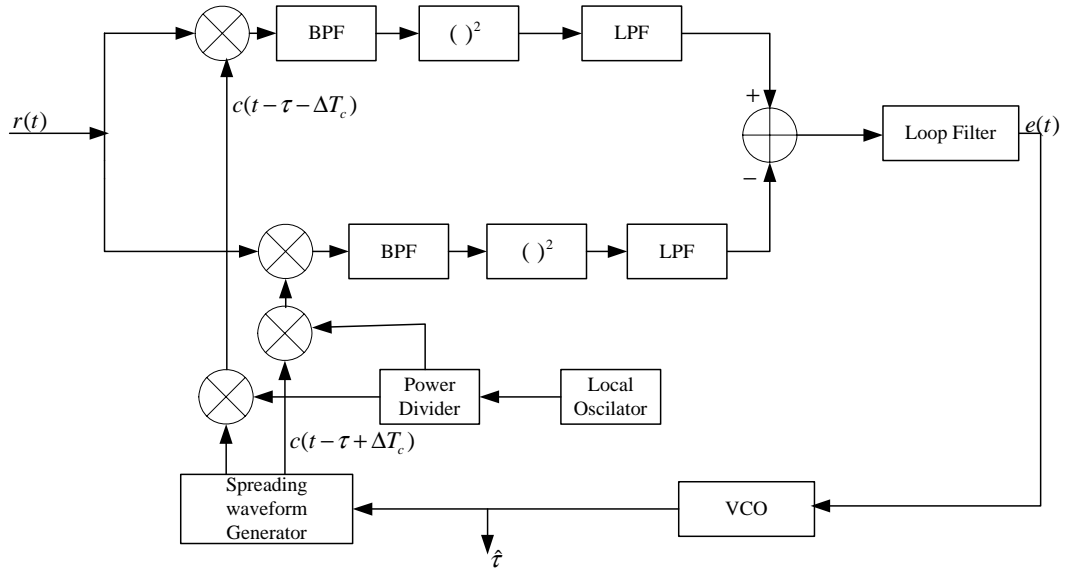 BPF
( )²
LPF
c(t − τ − ΔT_c)
+
r(t)
Loop Filter
e(t)
−
BPF
( )²
LPF
Power
Divider
Local
Oscilator
c(t − τ + ΔT_c)
Spreading
waveform
Generator
VCO
τ̂